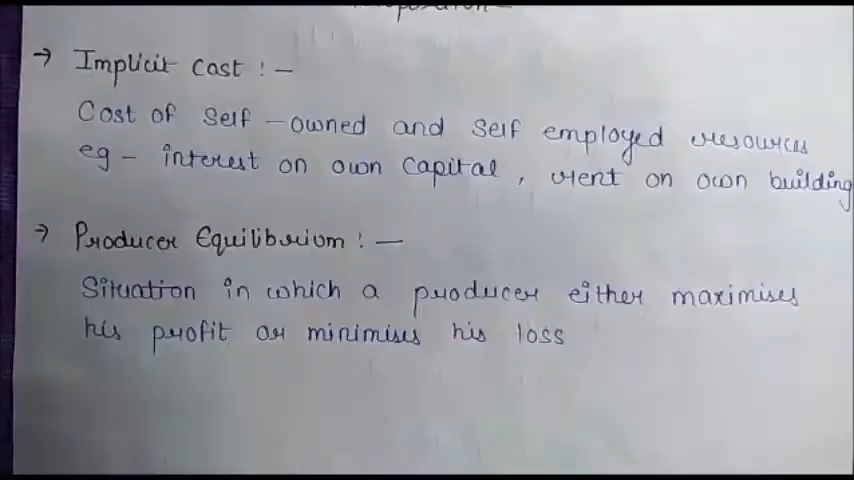 → Implicit Cost : –
Cost of Self – owned and self employed resources
eg – interest on own capital , rent on own building
→ Producer Equilibrium : –
Situation in which a producer either maximises
his profit or minimises his loss